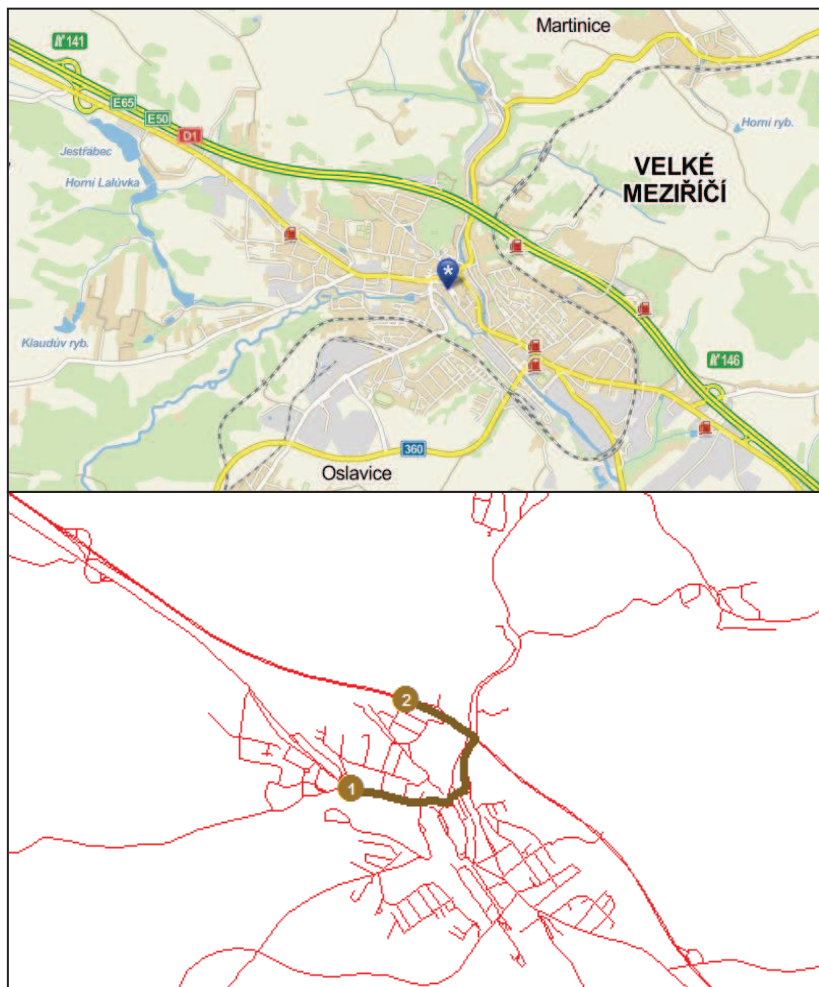 Martinice
141
E65
E50
D1
Jestřabec
Horní Lalůvka
Horní ryb.
VELKÉ
MEZIŘÍČÍ
*
Klaudův ryb.
146
360
Oslavice
2
1